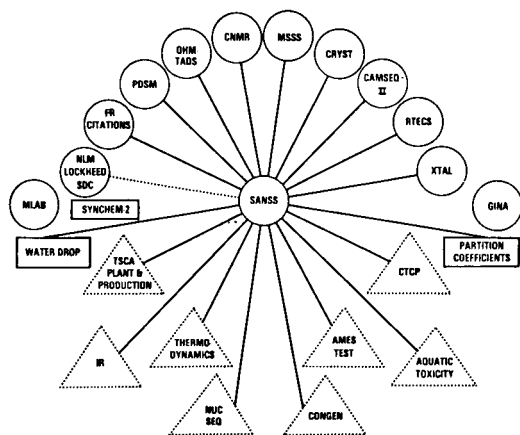 CNMR
MSSS
OHM
TADS
CRYST
PDSM
CAMSEQ-
II
FR
CITATIONS
RTECS
NLM
LOCKHEED
SDC
XTAL
MLAB
SYNCHEM-2
SANSS
GINA
WATER DROP
PARTITION
COEFFICIENTS
TSCA
PLANT &
PRODUCTION
CTCP
THERMO-
DYNAMICS
AMES
TEST
IR
AQUATIC
TOXICITY
NUC
SEQ
CONGEN